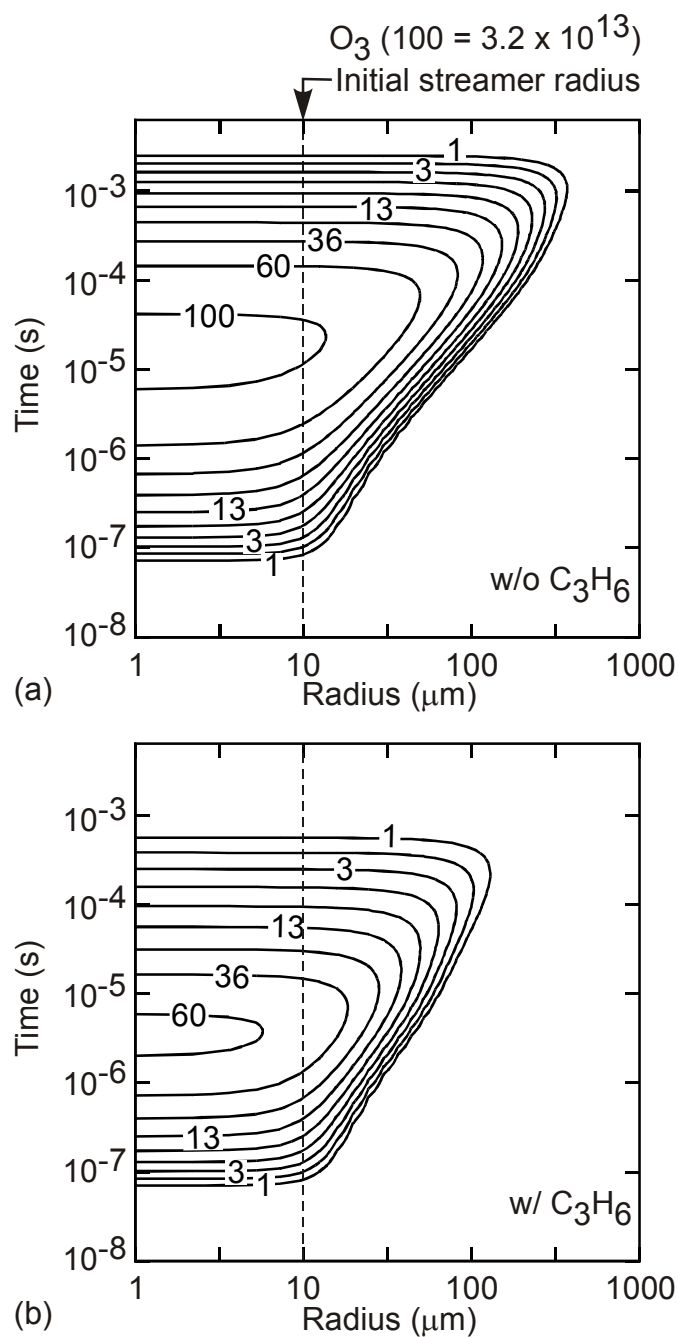 O₃ (100 = 3.2 x 10¹³)
Initial streamer radius
1
3
10⁻³
13
36
60
10⁻⁴
100
Time (s)
10⁻⁵
10⁻⁶
13
10⁻⁷
3
1
w/o C₃H₆
10⁻⁸
1 10 100 1000
(a)
Radius (μm)
10⁻³
1
3
10⁻⁴
13
36
10⁻⁵
60
Time (s)
10⁻⁶
13
10⁻⁷
3
1
w/ C₃H₆
10⁻⁸
1 10 100 1000
(b)
Radius (μm)